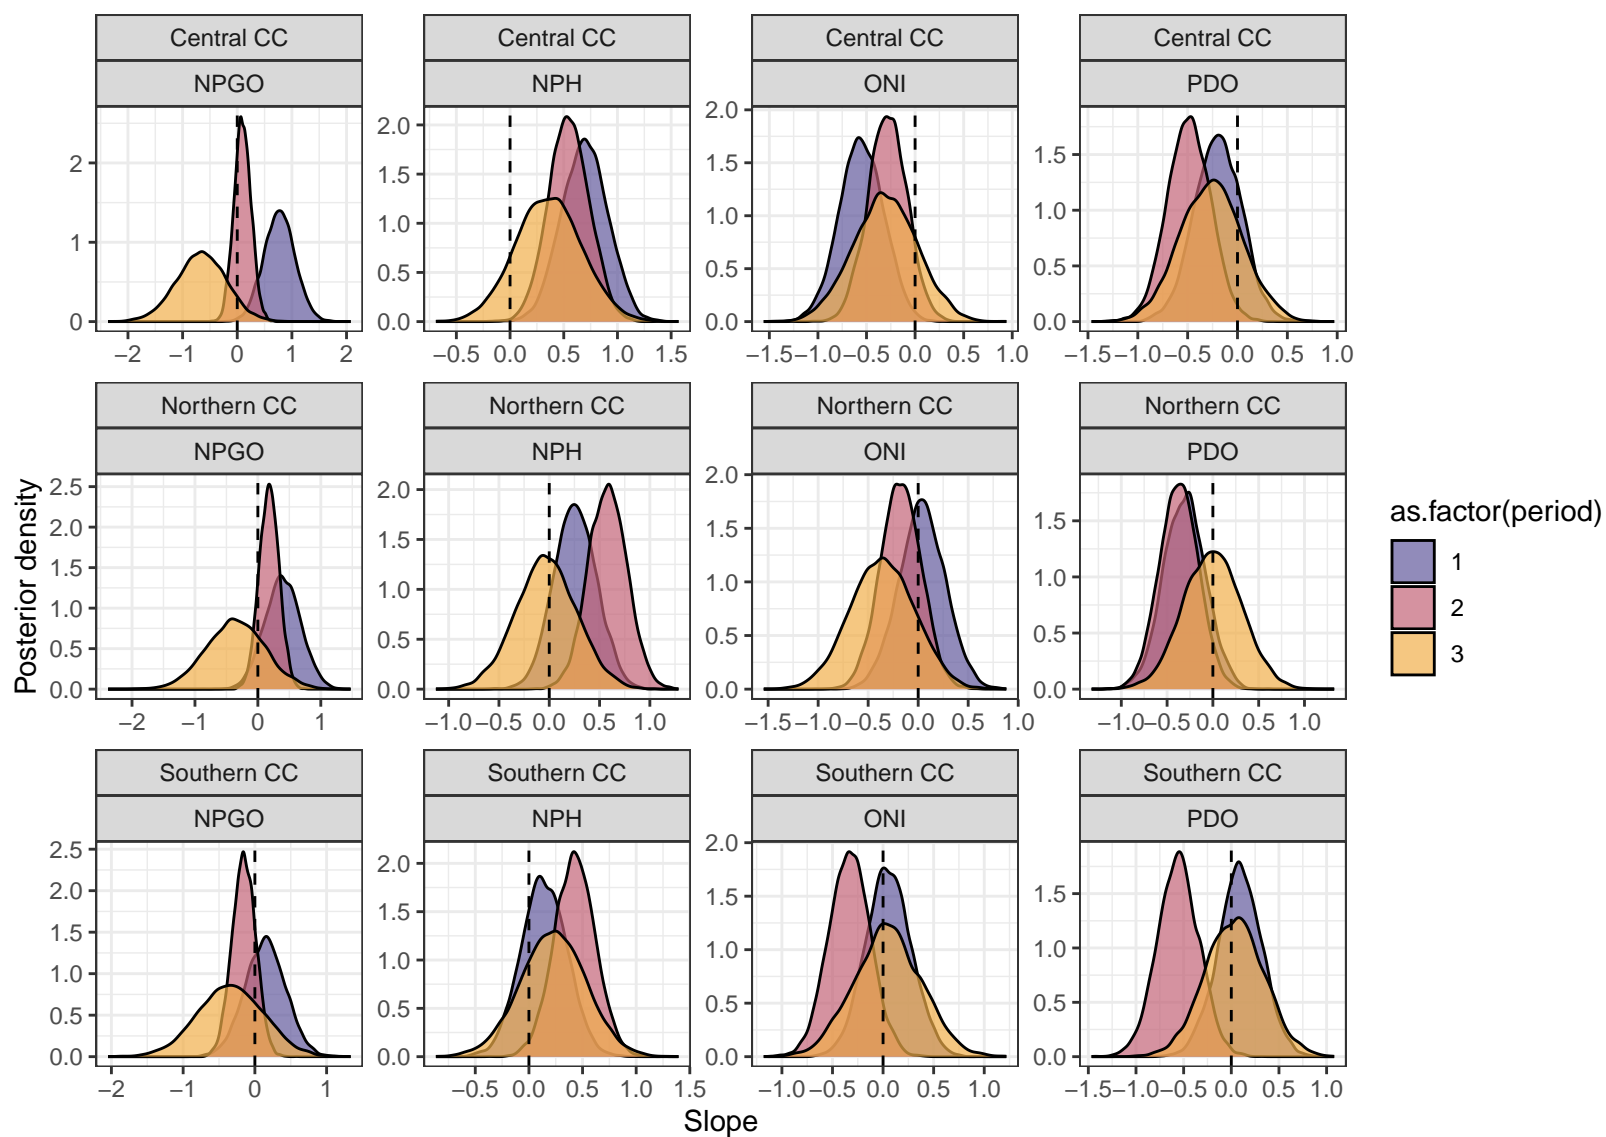 Central CC Central CC Central CC Central CC
NPGO NPH ONI PDO
2
1
0
2.0
1.5
1.0
0.5
0.0
2.0
1.5
1.0
0.5
0.0
1.5
1.0
0.5
0.0
−2 −1 0 1 2
−0.5 0.0 0.5 1.0 1.5
−1.5 −1.0 −0.5 0.0 0.5 1.0
−1.5 −1.0 −0.5 0.0 0.5 1.0
Northern CC Northern CC Northern CC Northern CC
NPGO NPH ONI PDO
2.5
2.0
1.5
1.0
0.5
0.0
2.0
1.5
1.0
0.5
0.0
2.0
1.5
1.0
0.5
0.0
1.5
1.0
0.5
0.0
−2 −1 0 1
−1.0 −0.5 0.0 0.5 1.0
−1.5 −1.0 −0.5 0.0 0.5 1.0
−1.0 −0.5 0.0 0.5 1.0
Southern CC Southern CC Southern CC Southern CC
NPGO NPH ONI PDO
2.5
2.0
1.5
1.0
0.5
0.0
2.0
1.5
1.0
0.5
0.0
2.0
1.5
1.0
0.5
0.0
1.5
1.0
0.5
0.0
−2 −1 0 1
−0.5 0.0 0.5 1.0 1.5
−1.0 −0.5 0.0 0.5 1.0
−1.5 −1.0 −0.5 0.0 0.5 1.0
Posterior density
Slope
as.factor(period)
1
2
3